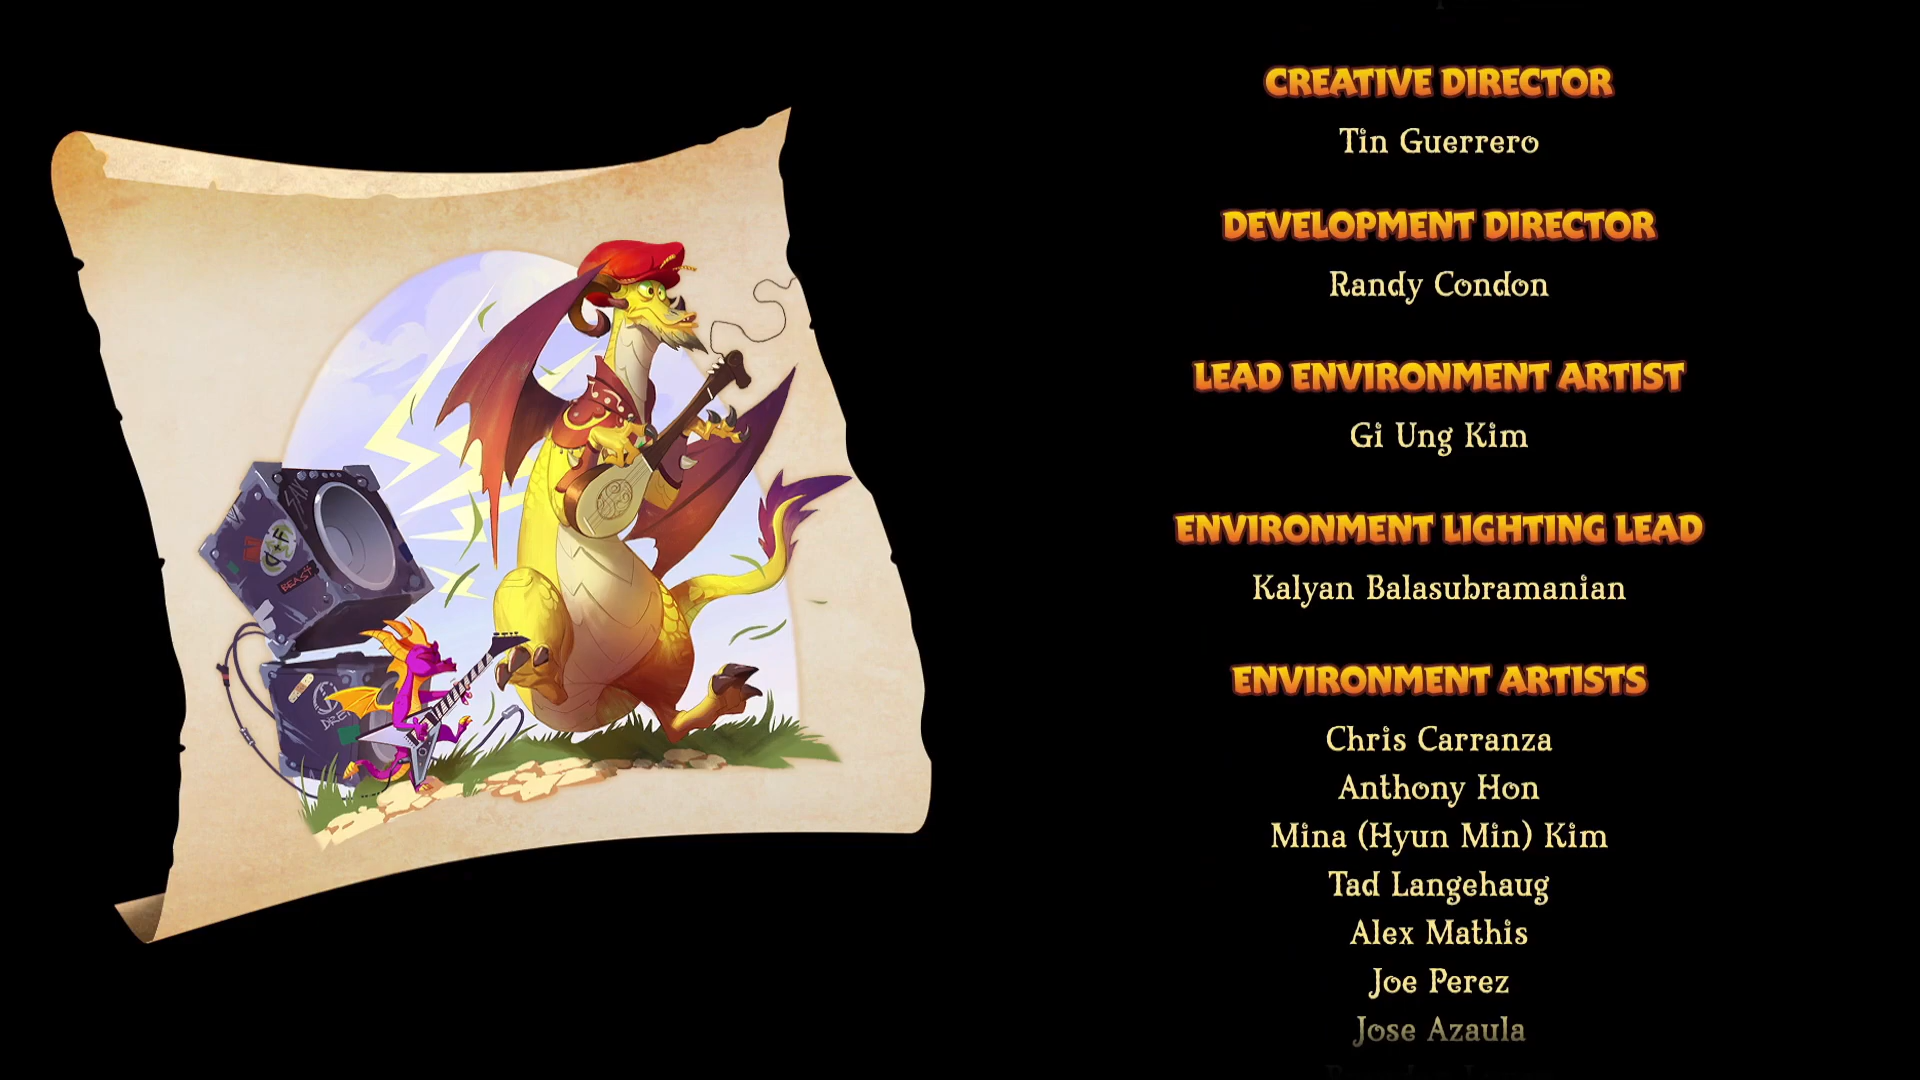 CREATIVE DIRECTOR
Tin Guerrero
DEVELOPMENT DIRECTOR
Randy Condon
LEAD ENVIRONMENT ARTIST
Gi Ung Kim
ENVIRONMENT LIGHTING LEAD
Kalyan Balasubramanian
ENVIRONMENT ARTISTS
Chris Carranza
Anthony Hon
Mina (Hyun Min) Kim
Tad Langehaug
Alex Mathis
Joe Perez
Jose Azaula
BEAST